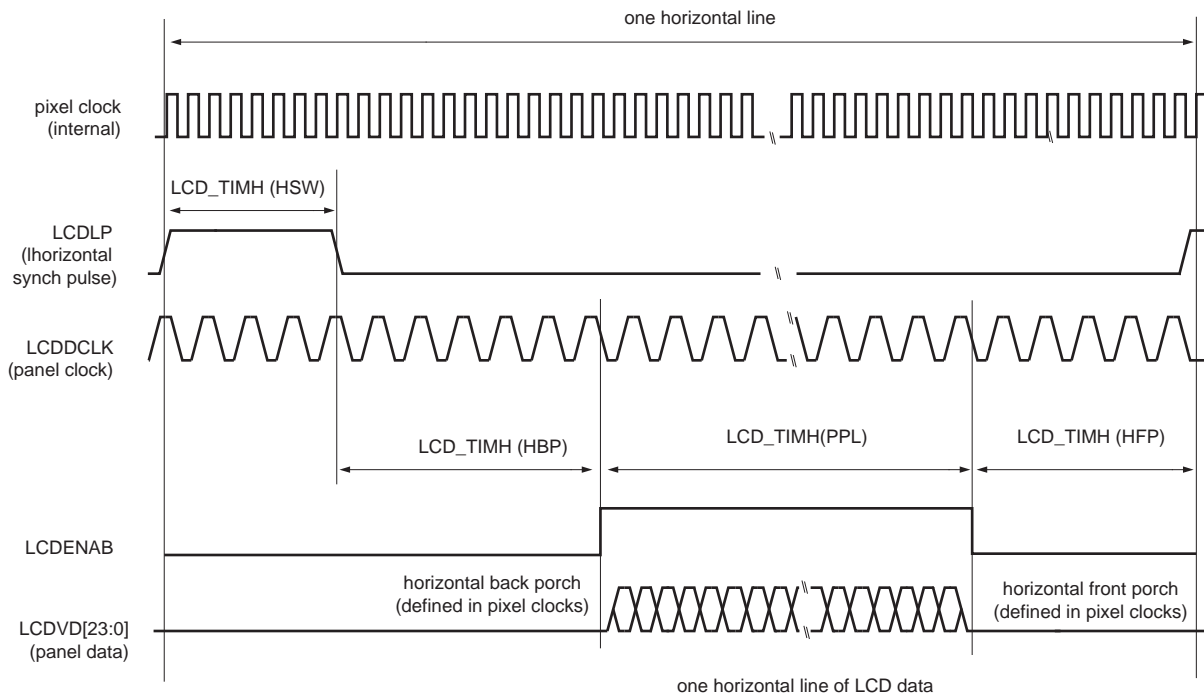 one horizontal line
pixel clock
(internal)
LCD_TIMH (HSW)
LCDLP
(lhorizontal
synch pulse)
LCDDCLK
(panel clock)
LCD_TIMH (HBP)
LCD_TIMH(PPL)
LCD_TIMH (HFP)
LCDENAB
horizontal back porch
(defined in pixel clocks)
horizontal front porch
(defined in pixel clocks)
LCDVD[23:0]
(panel data)
one horizontal line of LCD data